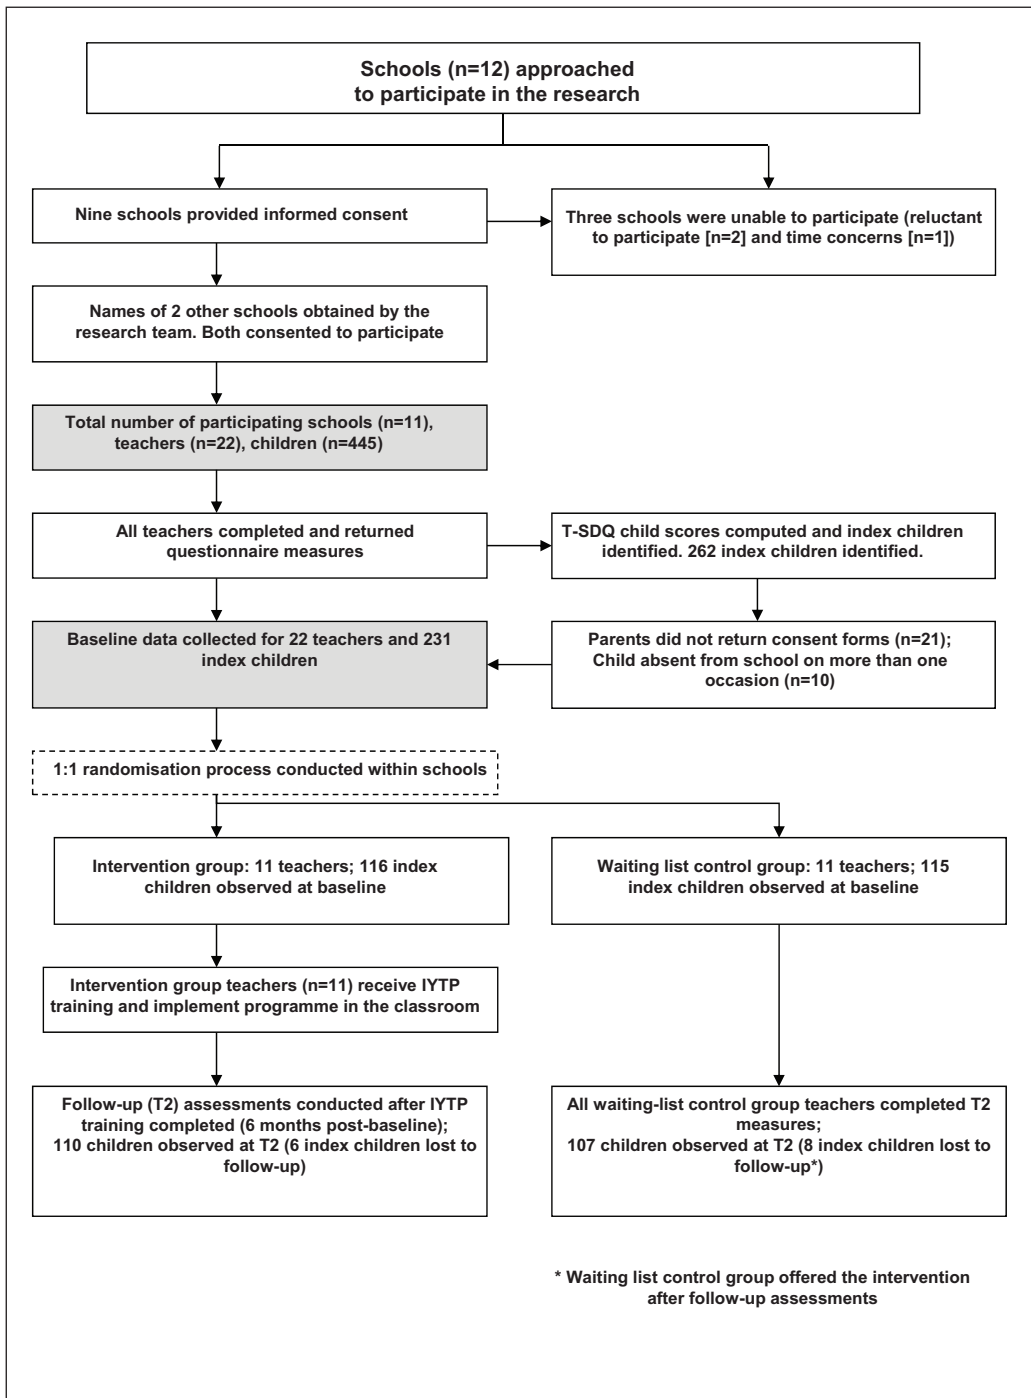 Schools (n=12) approached
to participate in the research
Nine schools provided informed consent
Three schools were unable to participate (reluctant
to participate [n=2] and time concerns [n=1])
Names of 2 other schools obtained by the
research team. Both consented to participate
Total number of participating schools (n=11),
teachers (n=22), children (n=445)
All teachers completed and returned
questionnaire measures
T-SDQ child scores computed and index children
identified. 262 index children identified.
Baseline data collected for 22 teachers and 231
index children
Parents did not return consent forms (n=21);
Child absent from school on more than one
occasion (n=10)
1:1 randomisation process conducted within schools
Intervention group: 11 teachers; 116 index
children observed at baseline
Waiting list control group: 11 teachers; 115
index children observed at baseline
Intervention group teachers (n=11) receive IYTP
training and implement programme in the classroom
Follow-up (T2) assessments conducted after IYTP
training completed (6 months post-baseline);
110 children observed at T2 (6 index children lost to
follow-up)
All waiting-list control group teachers completed T2
measures;
107 children observed at T2 (8 index children lost to
follow-up*)
* Waiting list control group offered the intervention
after follow-up assessments